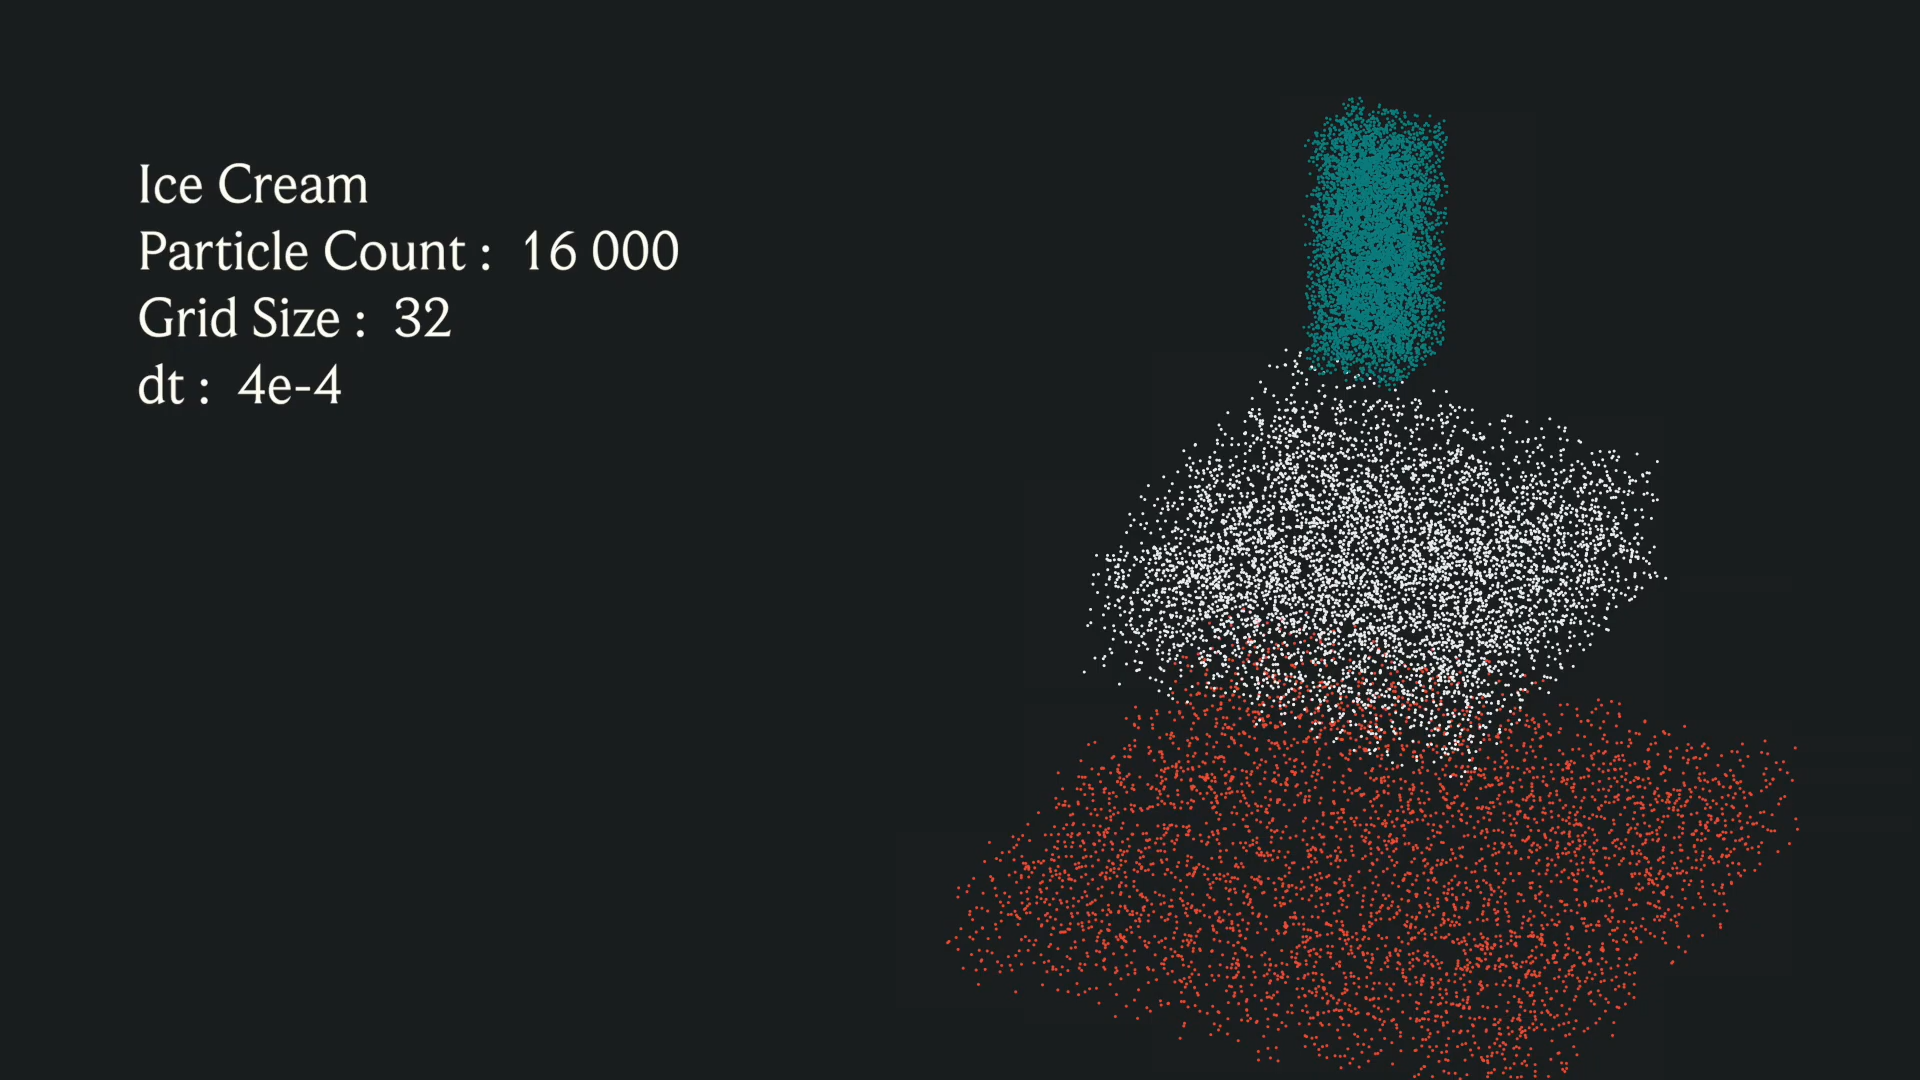 Ice Cream
Particle Count : 16 000
Grid Size : 32
dt : 4e-4